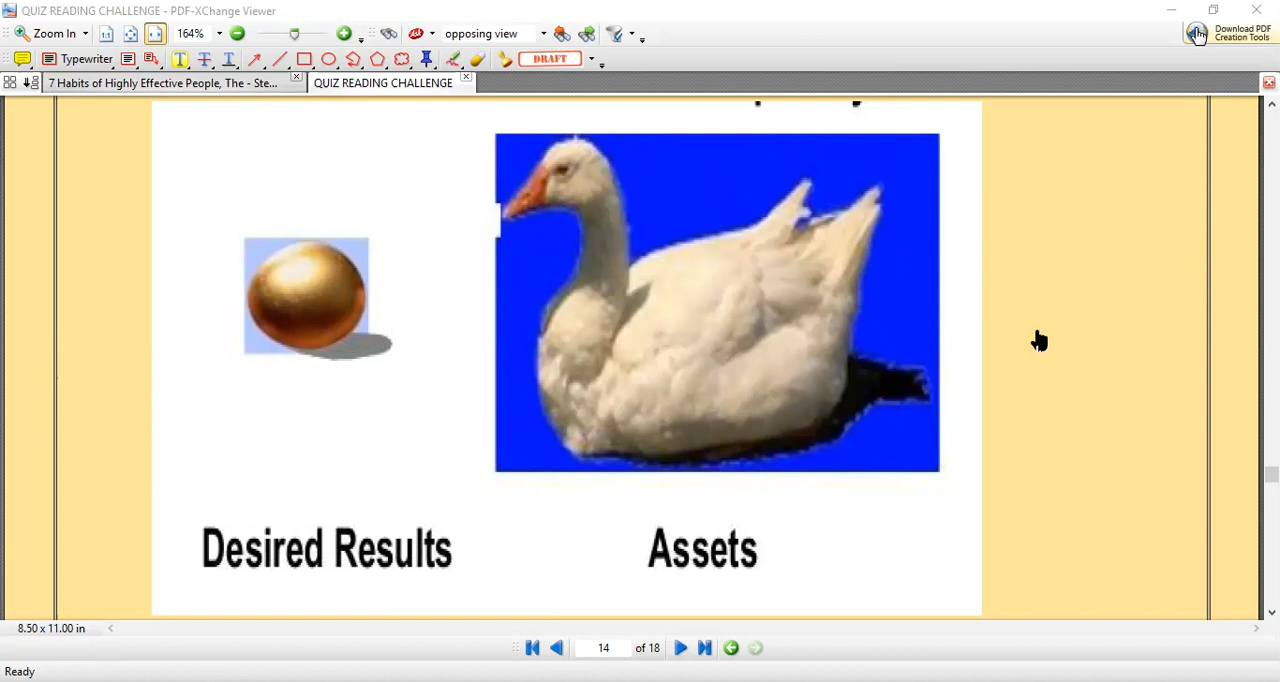 QUIZ READING CHALLENGE - PDF-XChange Viewer
Zoom In
164%
opposing view
Download PDF
Creation Tools
Typewriter
DRAFT
7 Habits of Highly Effective People, The - Ste...
QUIZ READING CHALLENGE
Desired Results
Assets
8.50 x 11.00 in
14
of 18
Ready